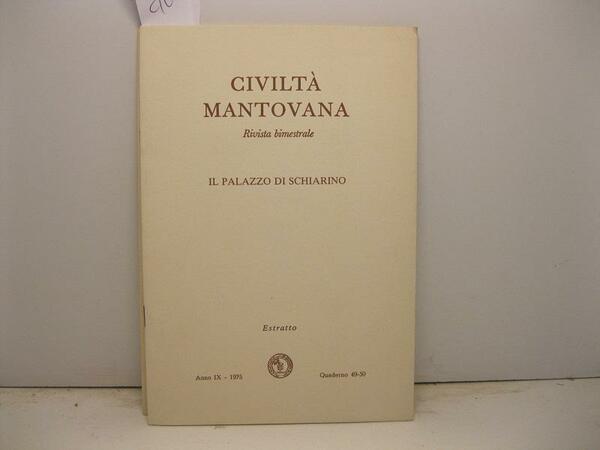 CIVILTÀ
MANTOVANA
Rivista bimestrale
IL PALAZZO DI SCHIARINO
Estratto
Anno IX - 1975 Quaderno 49-50